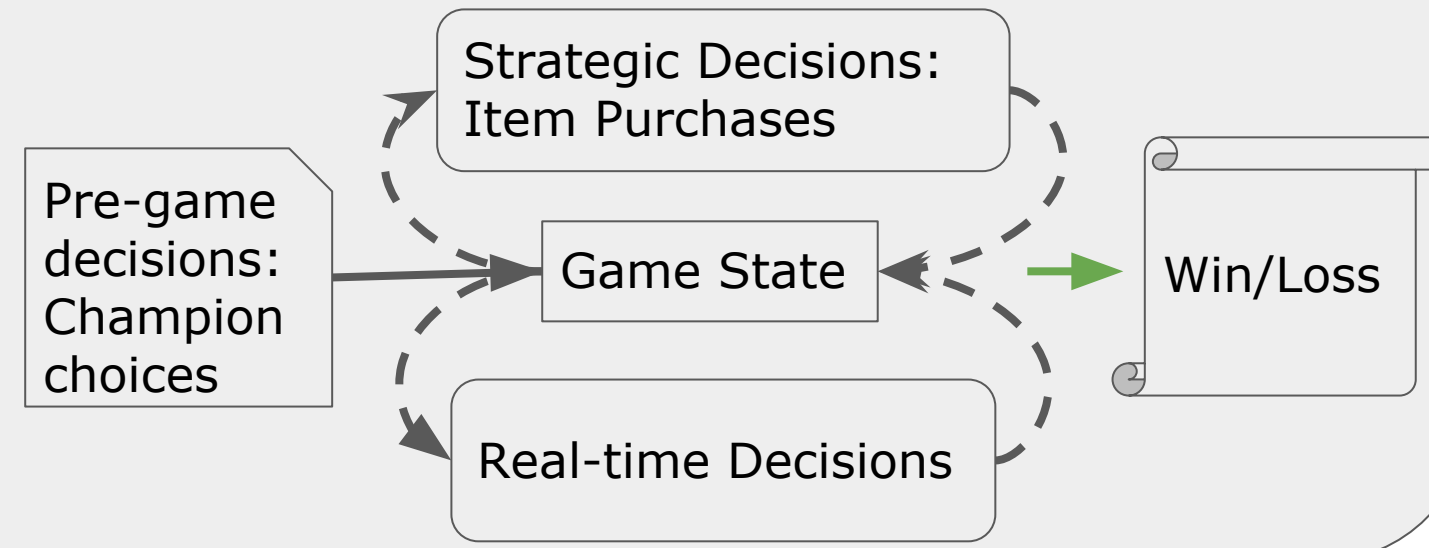 Strategic Decisions:
Item Purchases
Pre-game
decisions:
Champion
choices
Game State
Win/Loss
Real-time Decisions